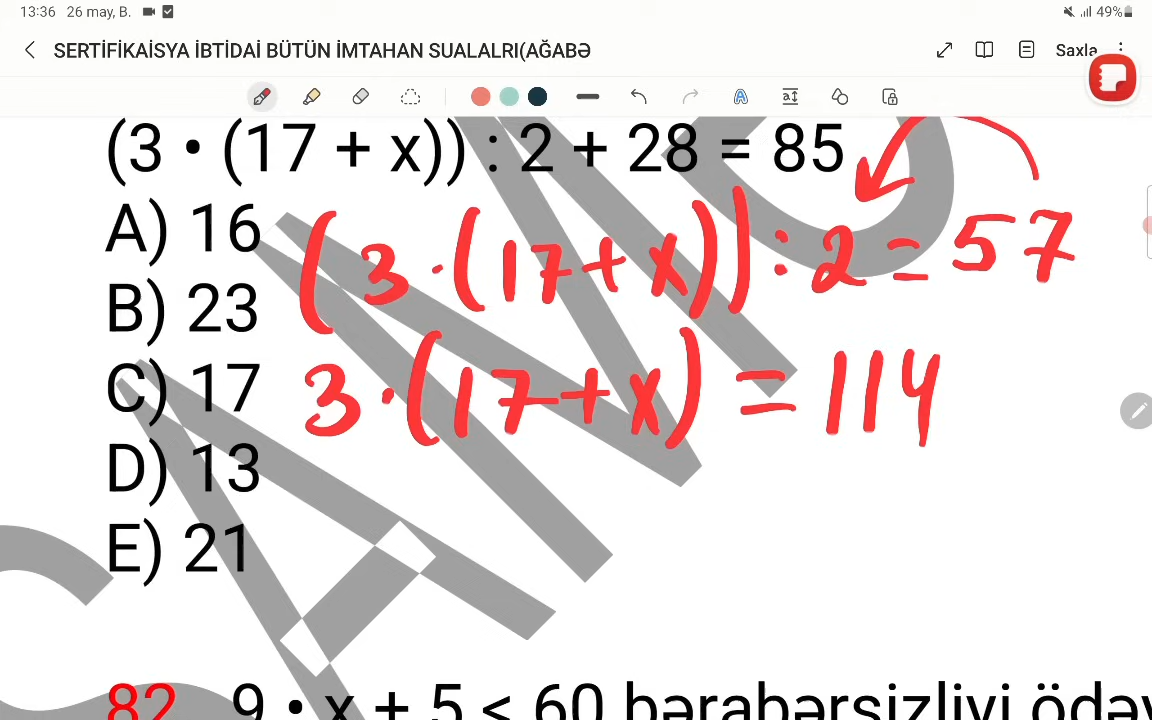 13:36 26 may, B. 49%
SERTİFİKAİSYA İBTİDAİ BÜTÜN İMTAHAN SUALALRI(AĞABƏ Saxla
(3 • (17 + x)) : 2 + 28 = 85
A) 16
(3·(17+x)):2=57
B) 23
C) 17
3·(17+x)=114
D) 13
E) 21
82 9 • x + 5 < 60 bərabərsizliyi ödəy